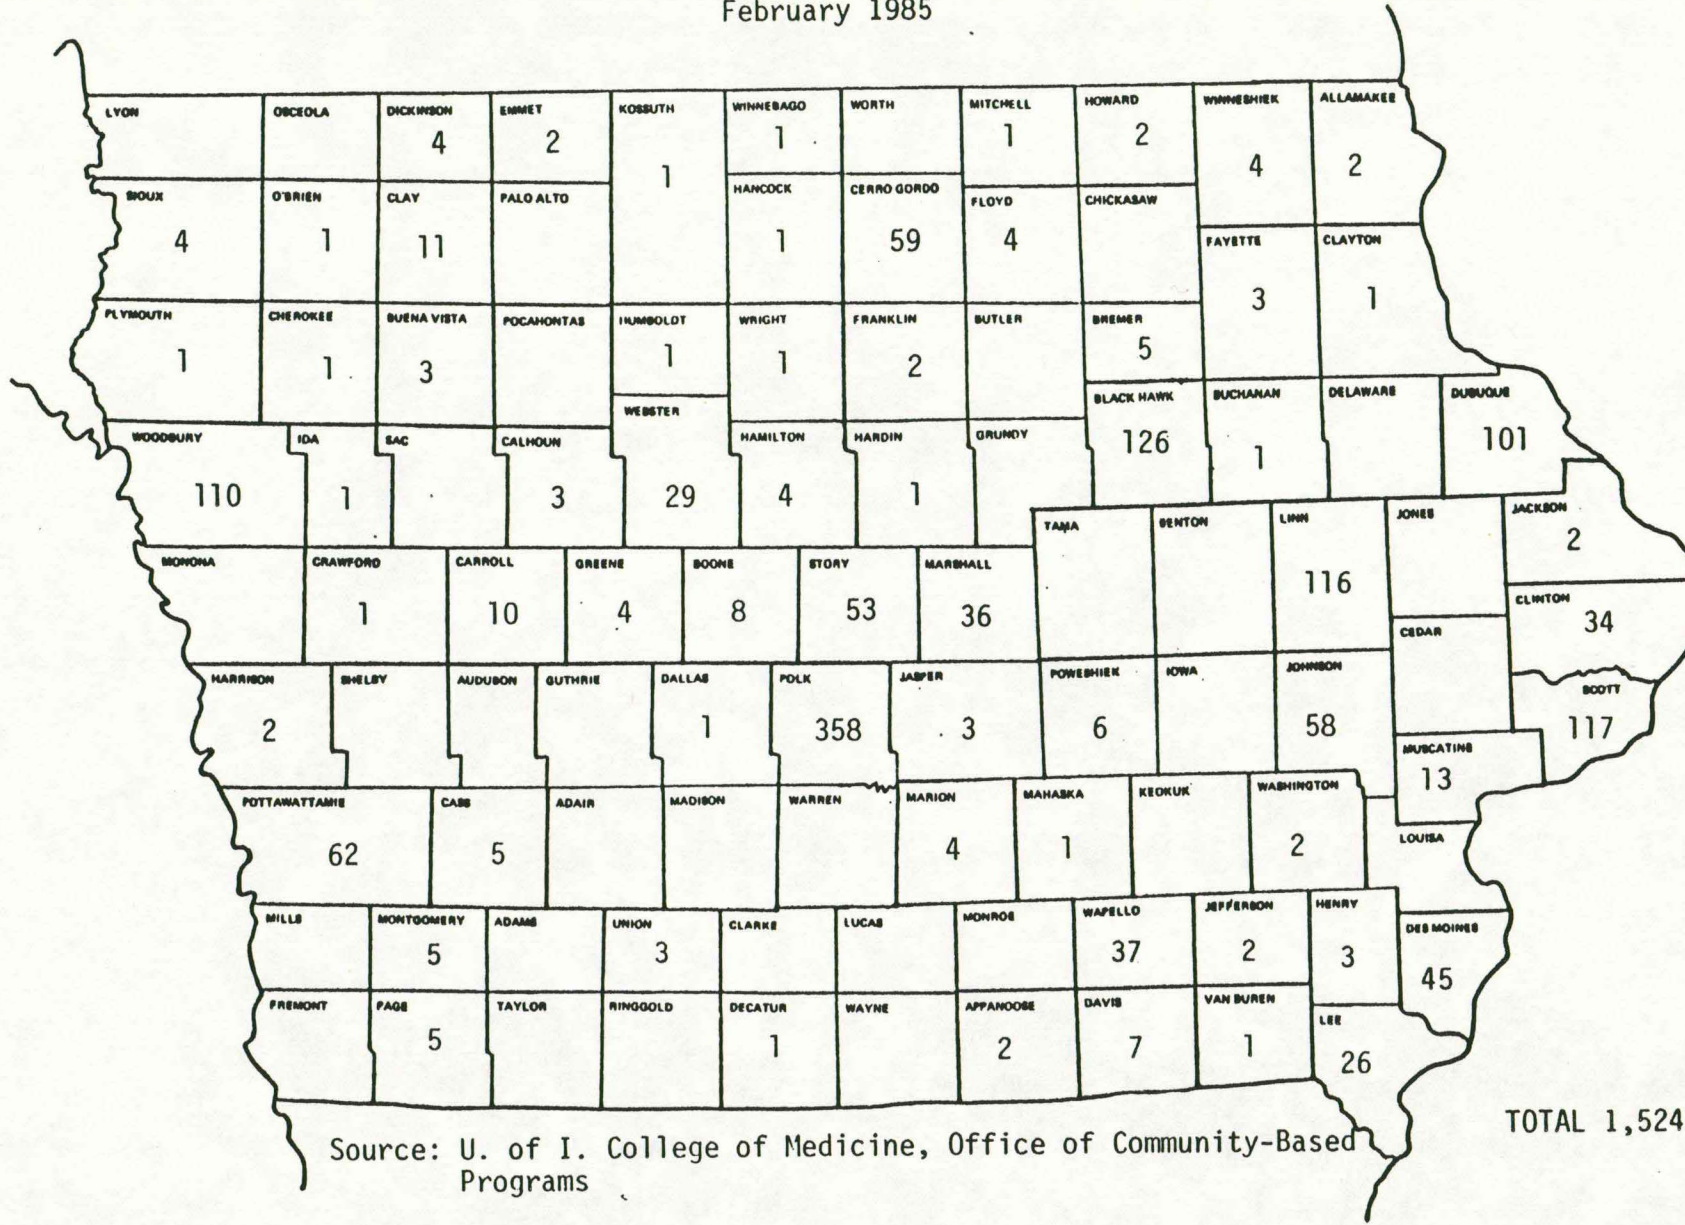 February 1985
LYON OSCEOLA DICKINSON EMMET KOSSUTH WINNEBAGO WORTH MITCHELL HOWARD WINNESHIEK ALLAMAKEE
4 2 1 1 1 2 4 2
SIOUX O'BRIEN CLAY PALO ALTO HANCOCK CERRO GORDO FLOYD CHICKASAW
4 1 11 1 59 4
FAYETTE CLAYTON
3 1
PLYMOUTH CHEROKEE BUENA VISTA POCAHONTAS HUMBOLDT WRIGHT FRANKLIN BUTLER BREMER
1 1 3 1 1 2 5
BLACK HAWK BUCHANAN DELAWARE DUBUQUE
126 1 101
WOODBURY IDA SAC CALHOUN WEBSTER HAMILTON HARDIN GRUNDY
110 1 3 29 4 1
TAMA BENTON LINN JONES JACKSON
116 2
MONONA CRAWFORD CARROLL GREENE BOONE STORY MARSHALL
1 10 4 8 53 36
CLINTON
34
CEDAR
HARRISON SHELBY AUDUBON GUTHRIE DALLAS POLK JASPER POWESHIEK IOWA JOHNSON
2 1 358 3 6 58
SCOTT
117
MUSCATINE
13
POTTAWATTAMIE CASS ADAIR MADISON WARREN MARION MAHASKA KEOKUK WASHINGTON
62 5 4 1 2
LOUISA
MILLS MONTGOMERY ADAMS UNION CLARKE LUCAS MONROE WAPELLO JEFFERSON HENRY
5 3 37 2 3
DES MOINES
45
FREMONT PAGE TAYLOR RINGGOLD DECATUR WAYNE APPANOOSE DAVIS VAN BUREN
5 1 2 7 1
LEE
26
TOTAL 1,524
Source: U. of I. College of Medicine, Office of Community-Based
Programs